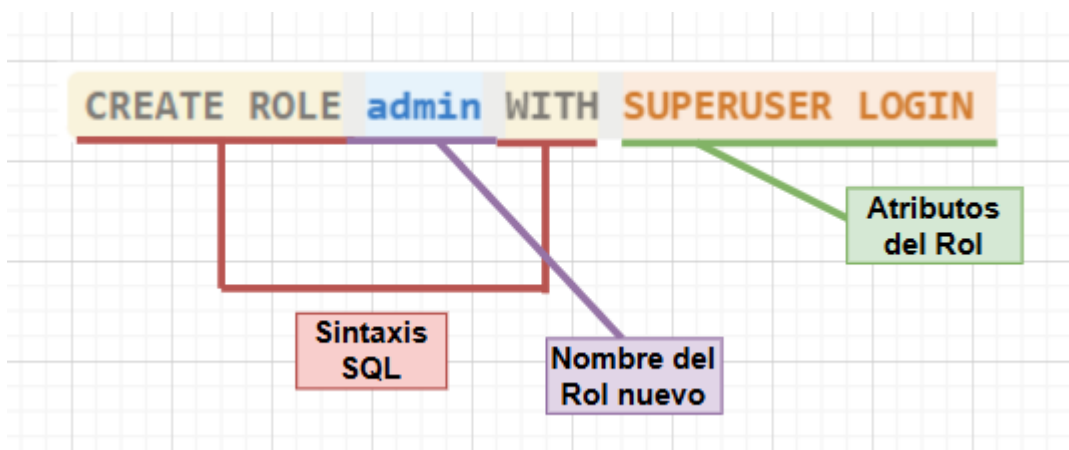 CREATE ROLE admin WITH SUPERUSER LOGIN
Atributos
del Rol
Sintaxis
SQL
Nombre del
Rol nuevo